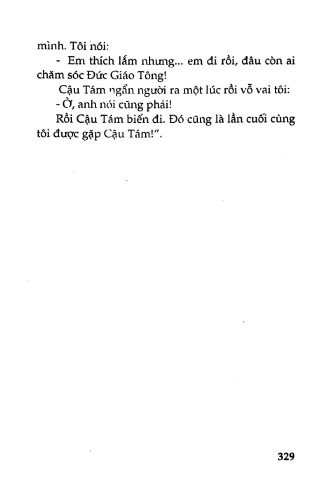 mình. Tôi nói:
- Em thích lắm nhưng... em đi rồi, đâu còn ai
chăm sóc Đức Giáo Tông!
Cậu Tám ngẩn người ra một lúc rồi vỗ vai tôi:
- Ờ, anh nói cũng phải!
Rồi Cậu Tám biến đi. Đó cũng là lần cuối cùng
tôi được gặp Cậu Tám!”.
329